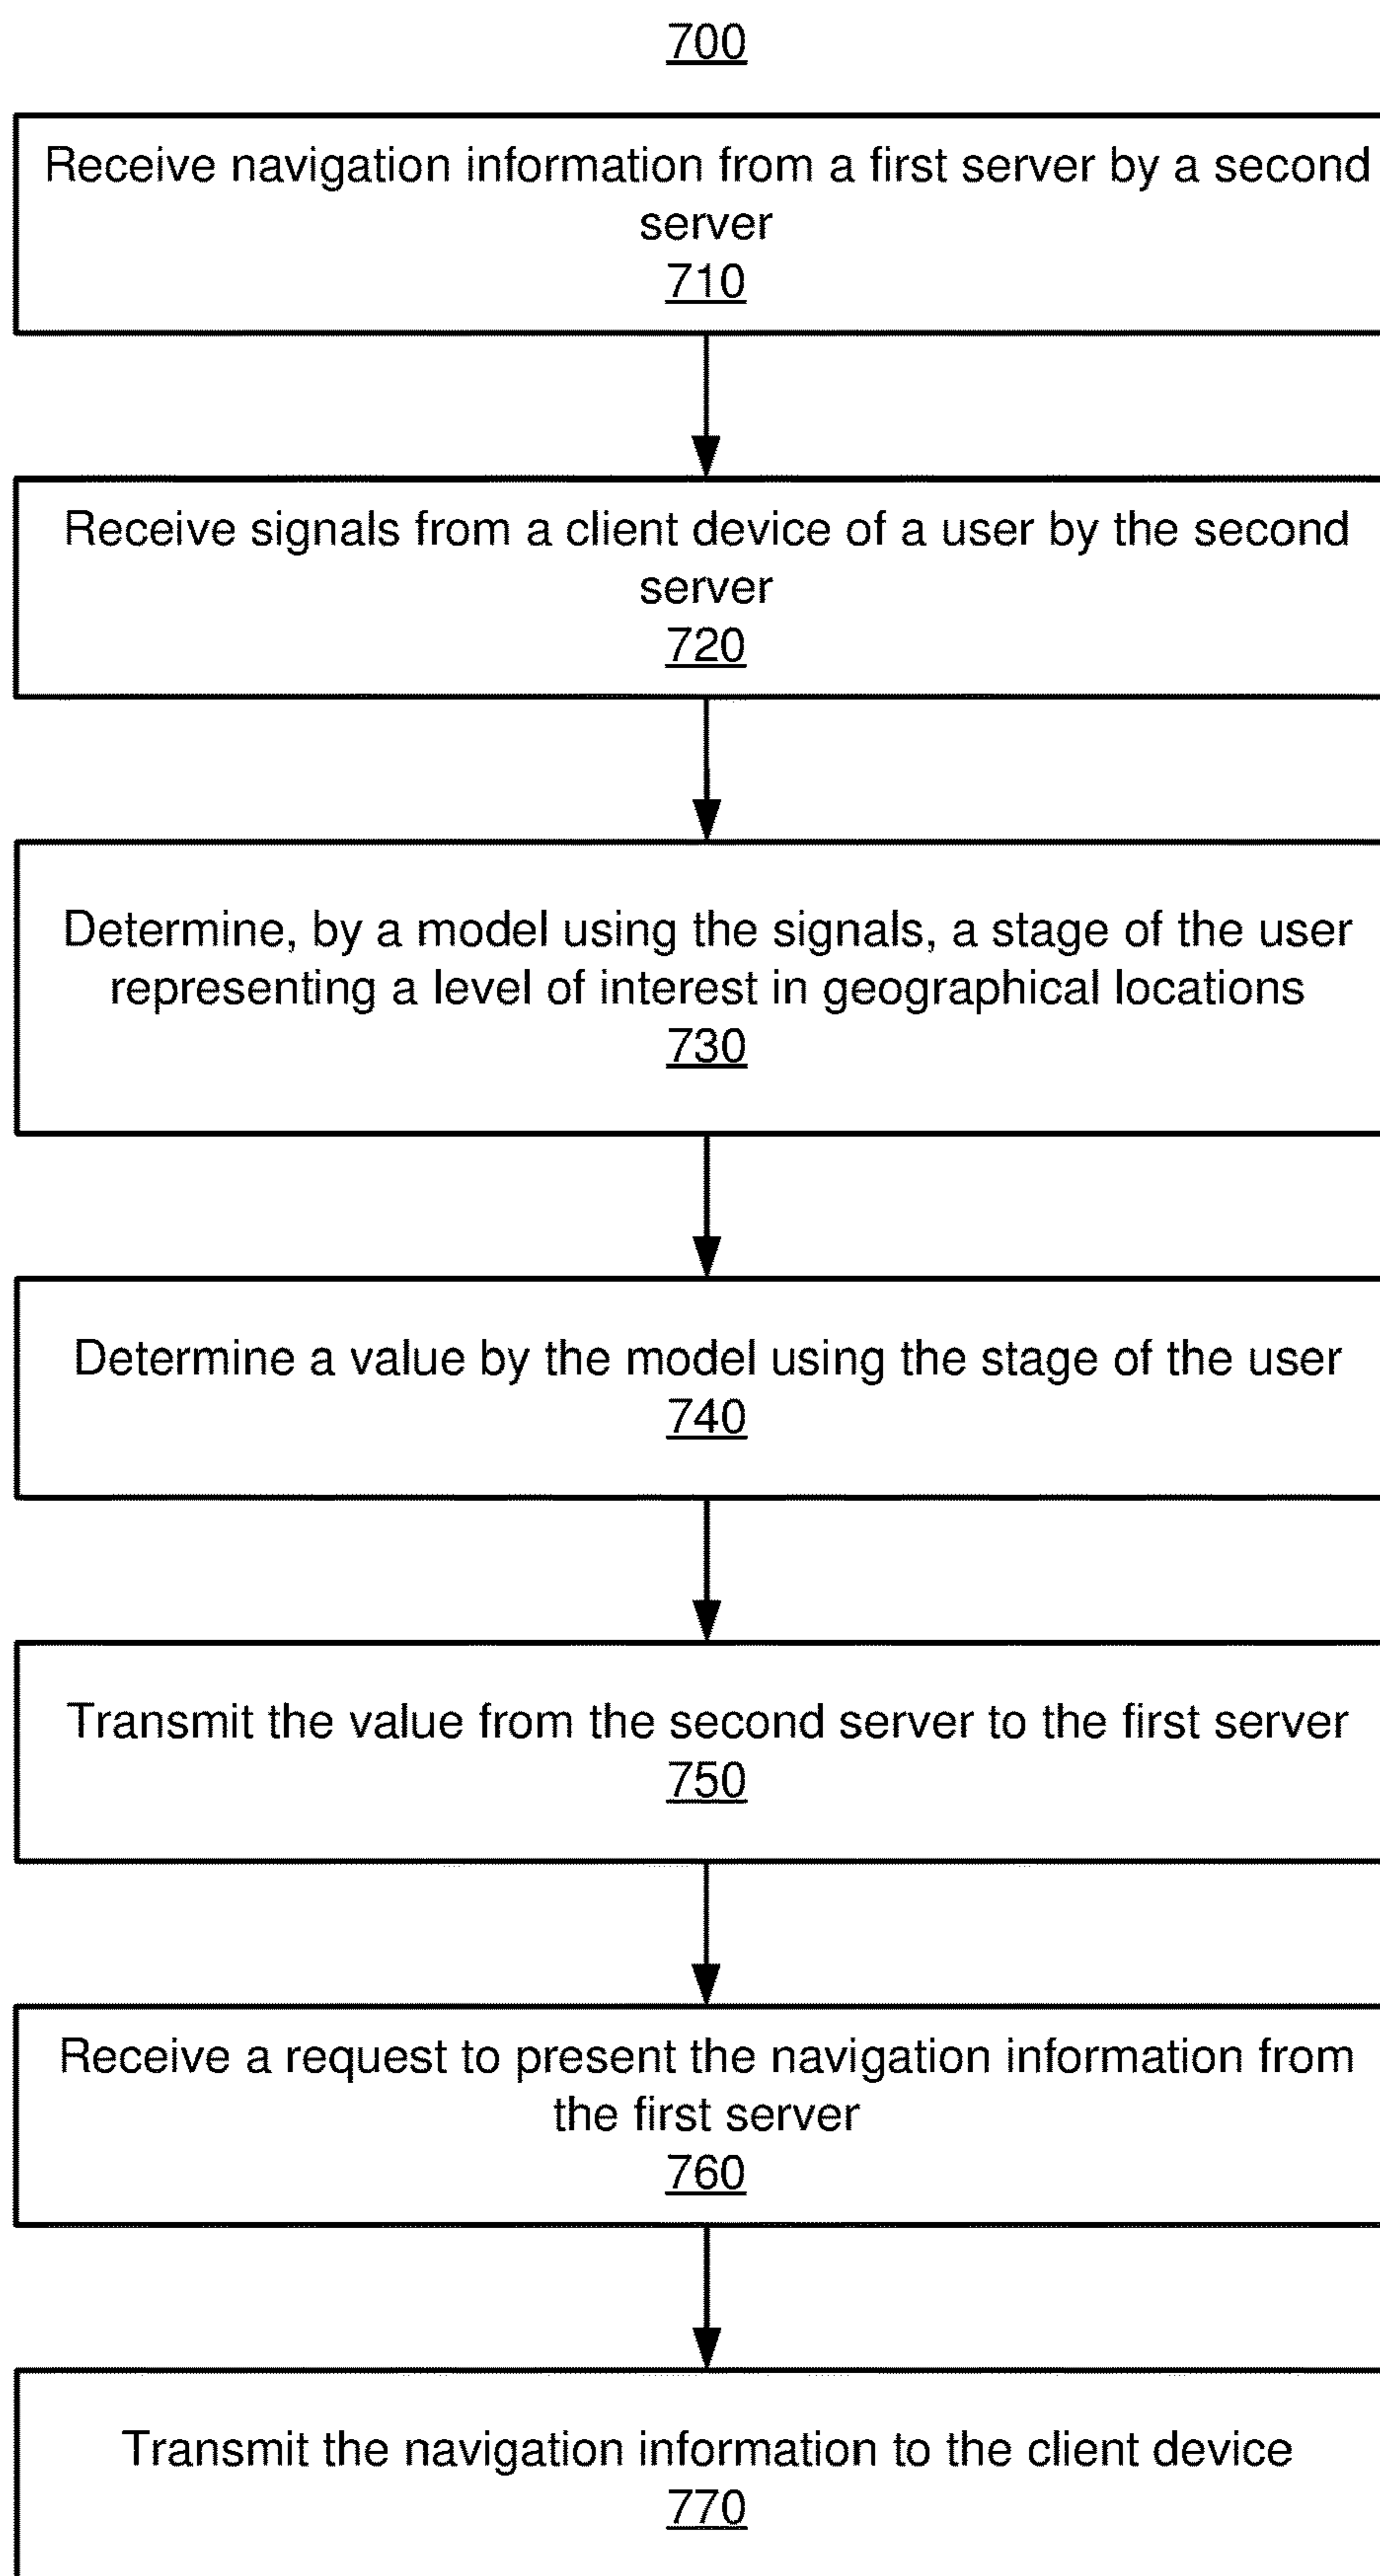 700
Receive navigation information from a first server by a second
server
710
Receive signals from a client device of a user by the second
server
720
Determine, by a model using the signals, a stage of the user
representing a level of interest in geographical locations
730
Determine a value by the model using the stage of the user
740
Transmit the value from the second server to the first server
750
Receive a request to present the navigation information from
the first server
760
Transmit the navigation information to the client device
770